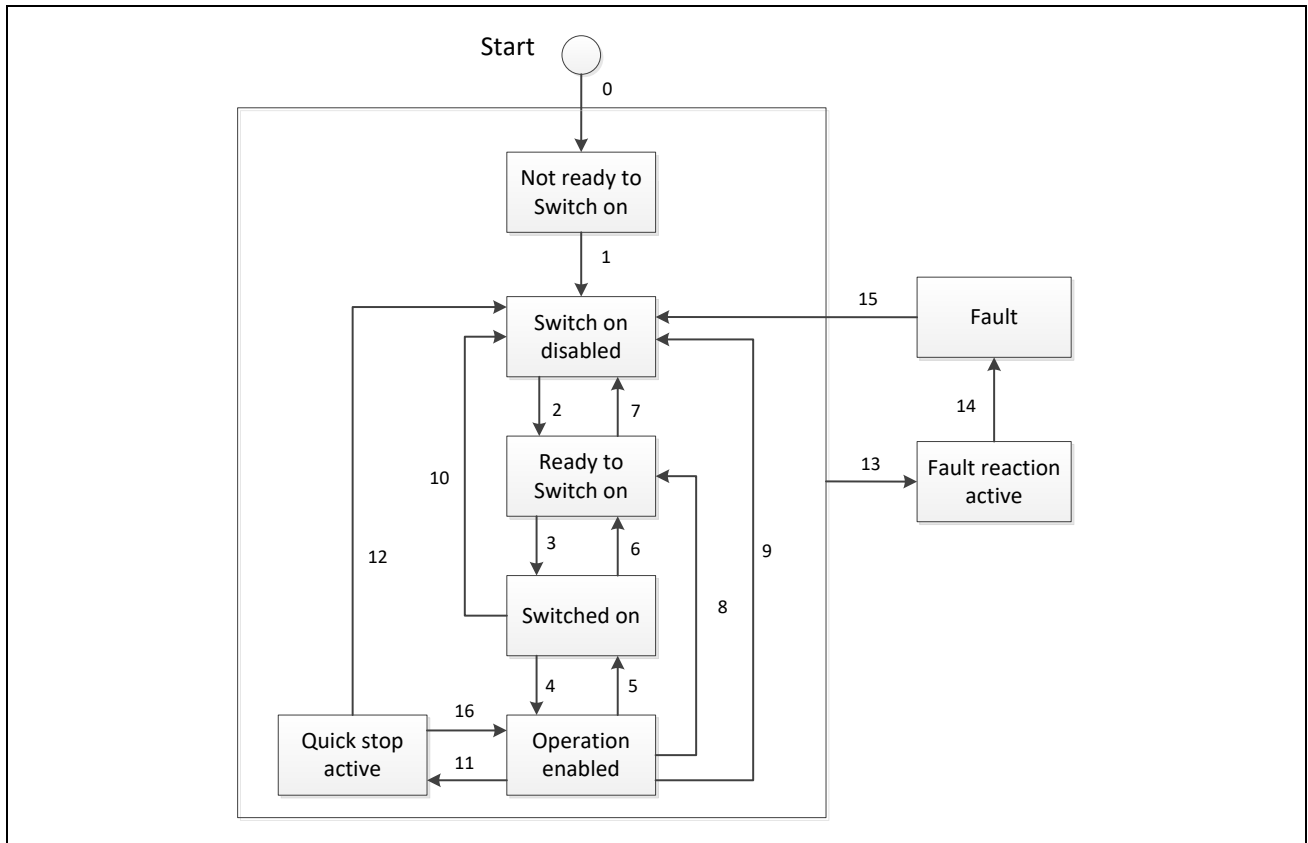 Start
0
Not ready to
Switch on
1
Switch on
disabled
15
Fault
2
7
14
Ready to
Switch on
10
13
Fault reaction
active
3
6
12
9
Switched on
8
4
5
16
Quick stop
active
11
Operation
enabled